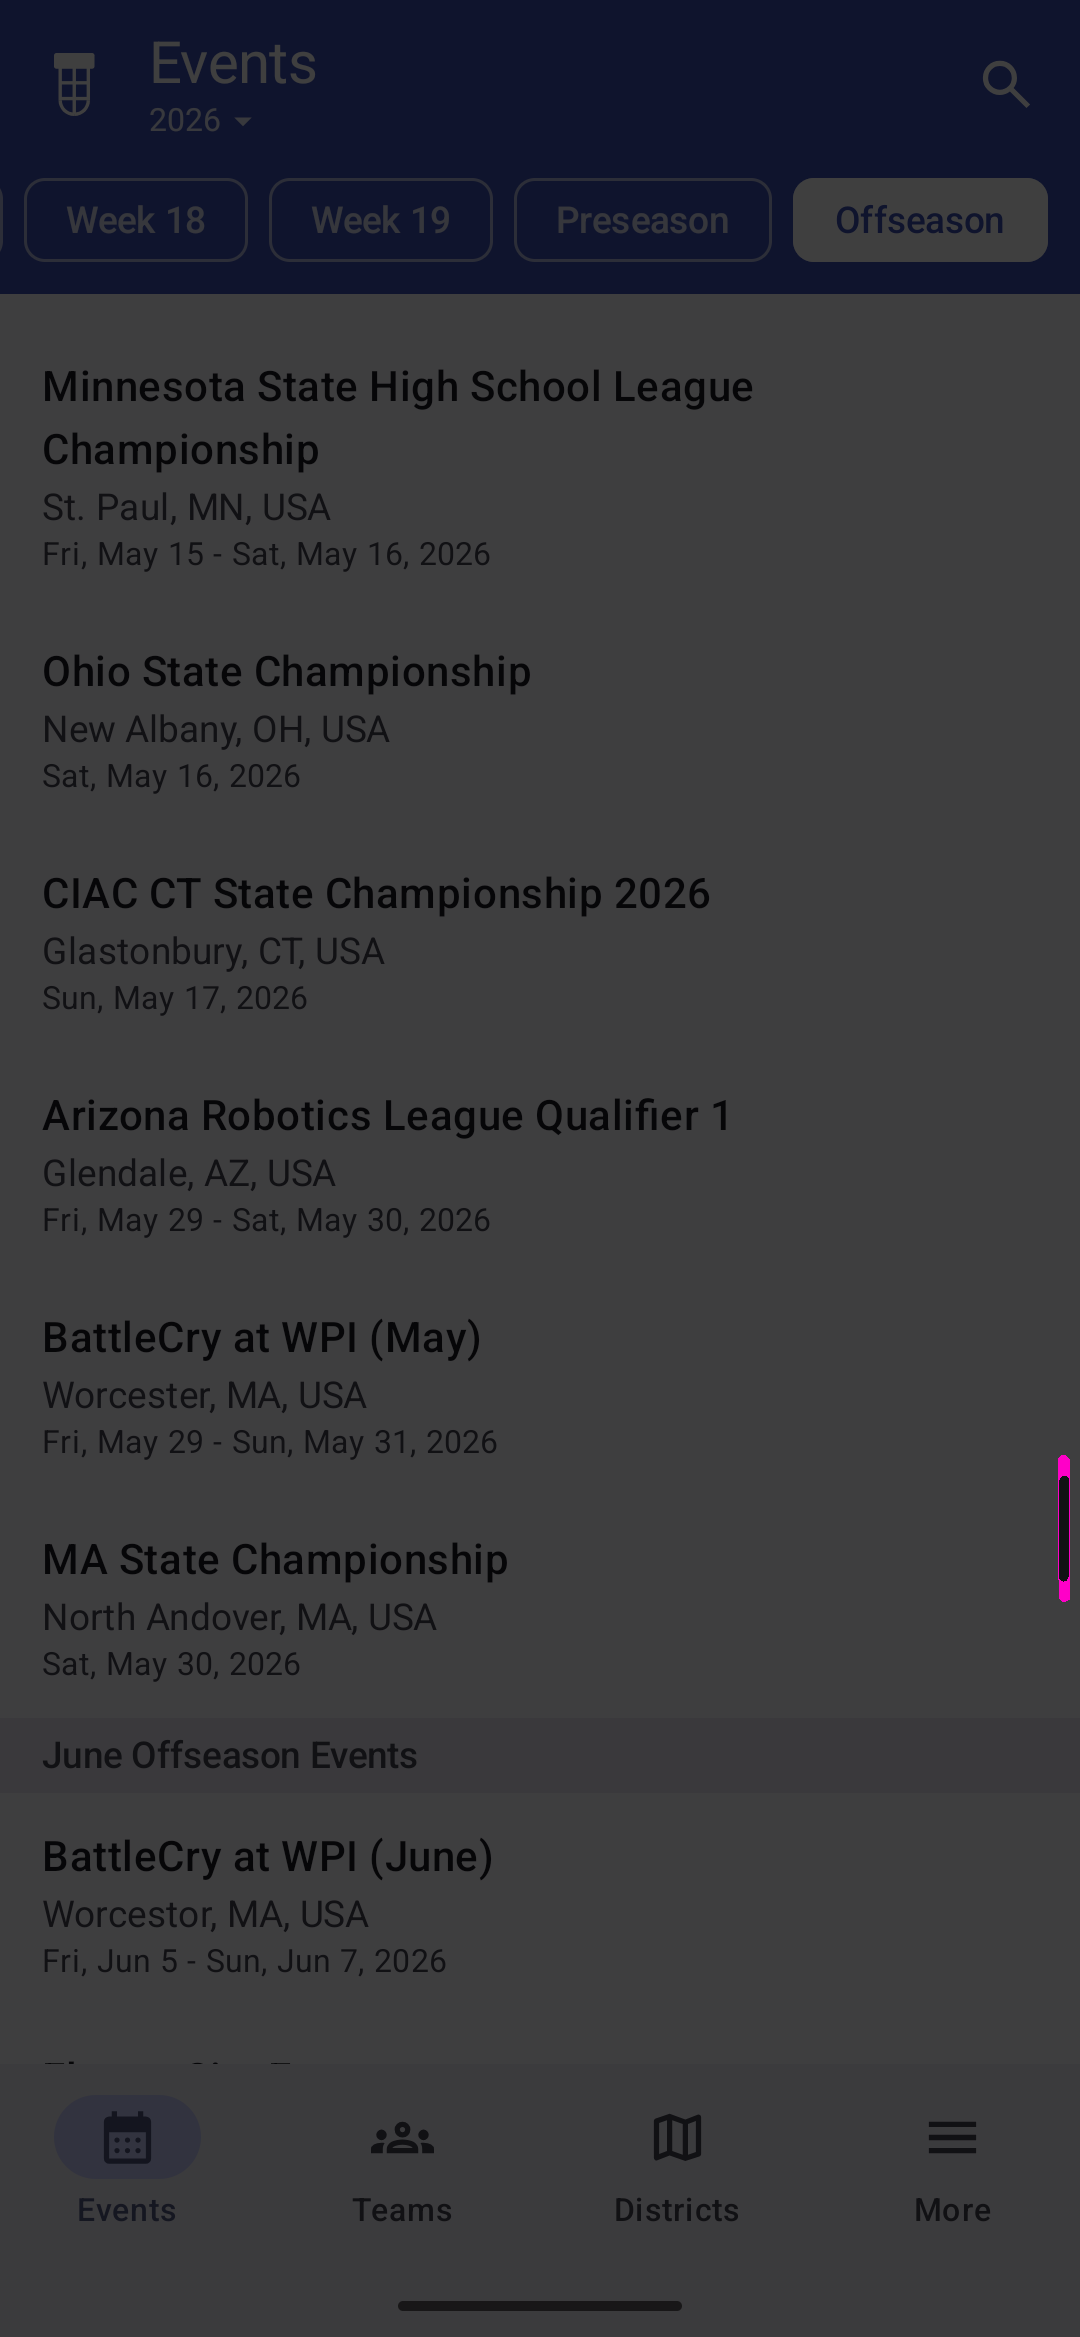 Events
2026
Week 18
Week 19
Preseason
Offseason
Minnesota State High School League
Championship
St. Paul, MN, USA
Fri, May 15 - Sat, May 16, 2026
Ohio State Championship
New Albany, OH, USA
Sat, May 16, 2026
CIAC CT State Championship 2026
Glastonbury, CT, USA
Sun, May 17, 2026
Arizona Robotics League Qualifier 1
Glendale, AZ, USA
Fri, May 29 - Sat, May 30, 2026
BattleCry at WPI (May)
Worcester, MA, USA
Fri, May 29 - Sun, May 31, 2026
MA State Championship
North Andover, MA, USA
Sat, May 30, 2026
June Offseason Events
BattleCry at WPI (June)
Worcestor, MA, USA
Fri, Jun 5 - Sun, Jun 7, 2026
Events
Teams
Districts
More